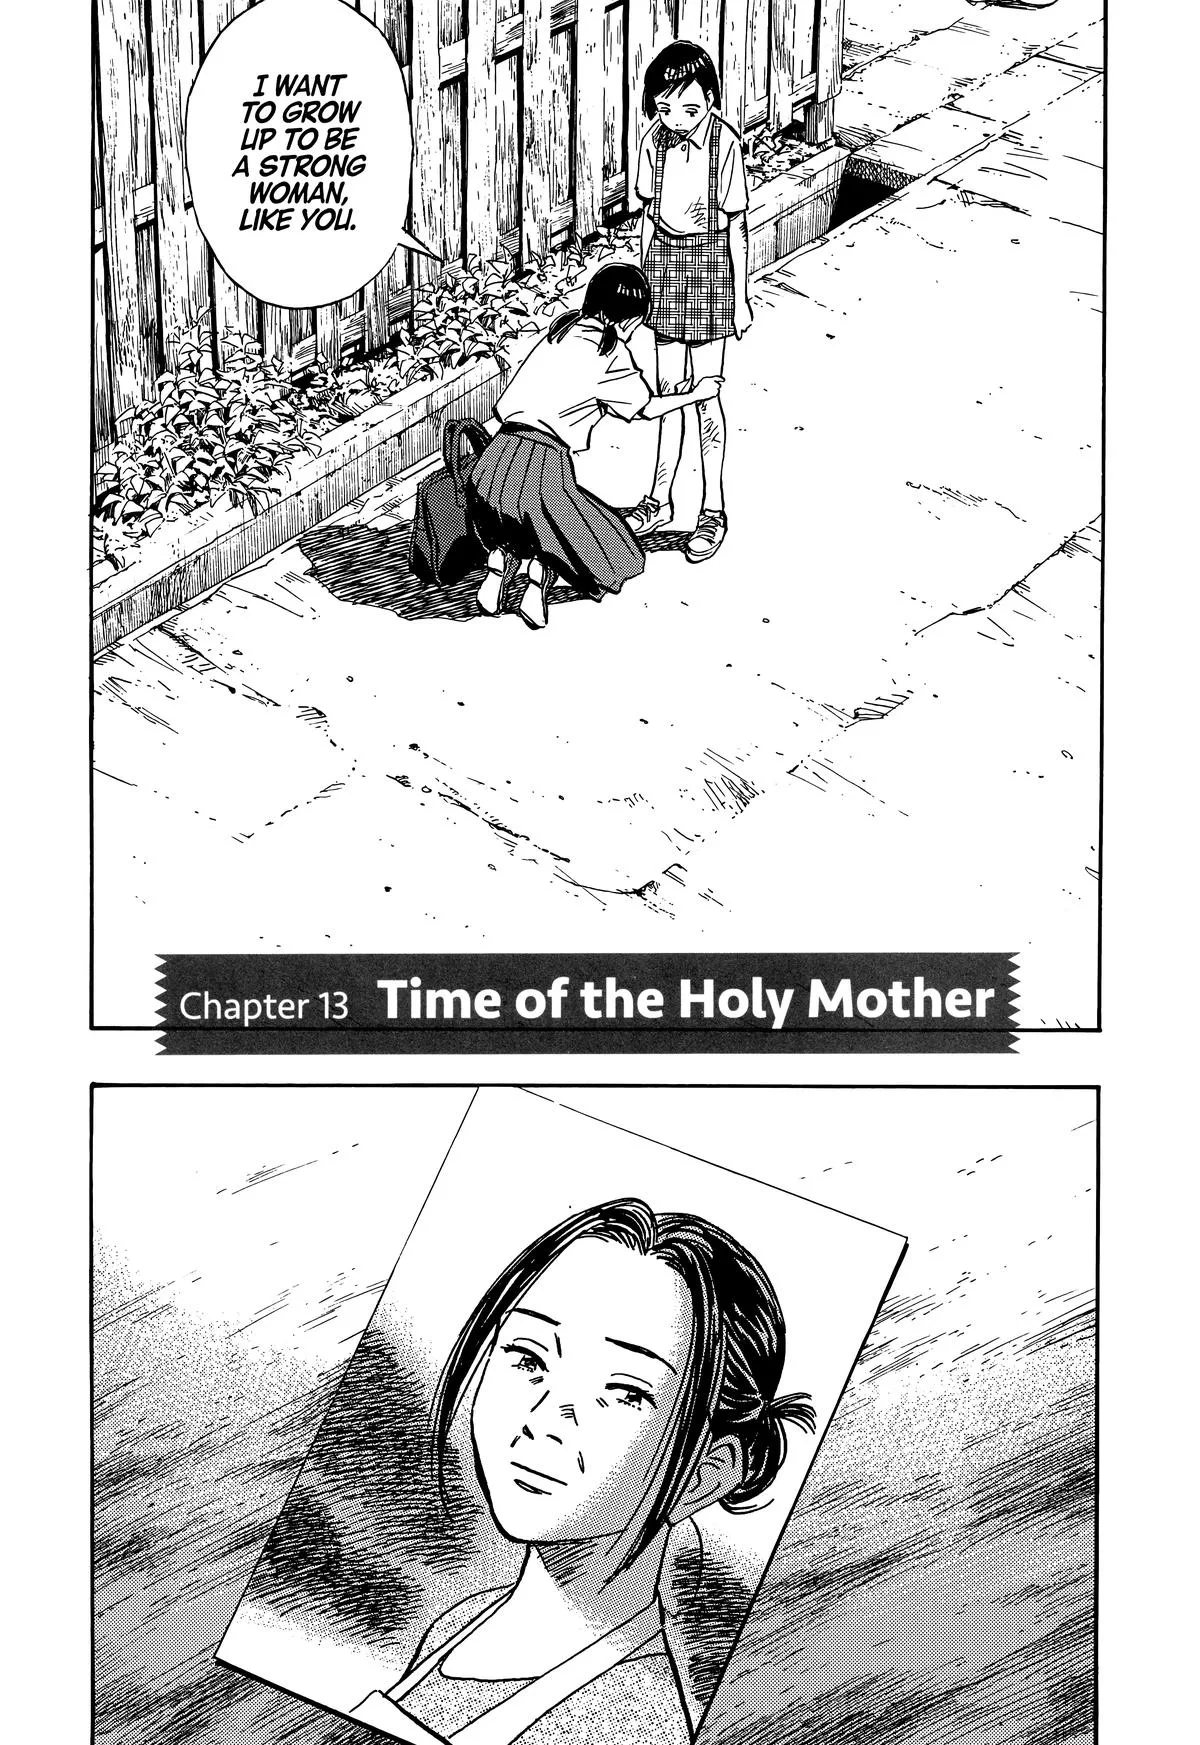 I WANT
TO GROW
UP TO BE
A STRONG
WOMAN,
LIKE YOU.
Chapter 13 Time of the Holy Mother